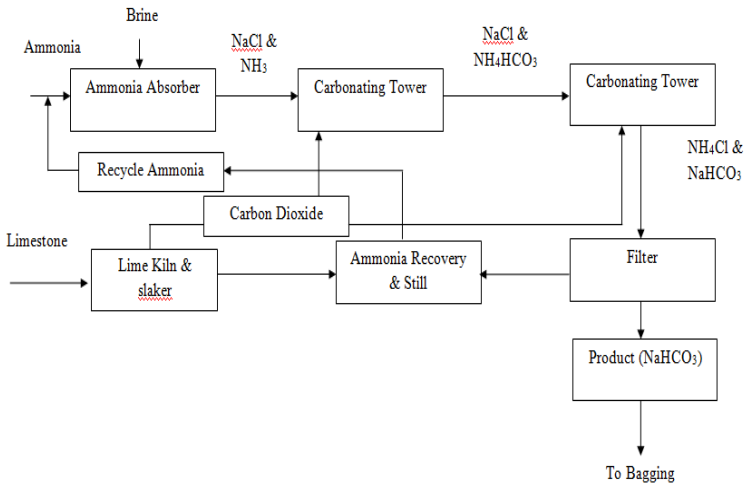 Brine
Ammonia
NaCl &
NH3
NaCl &
NH4HCO3
Ammonia Absorber
Carbonating Tower
Carbonating Tower
NH4Cl &
NaHCO3
Recycle Ammonia
Carbon Dioxide
Limestone
Lime Kiln &
slaker
Ammonia Recovery
& Still
Filter
Product (NaHCO3)
To Bagging